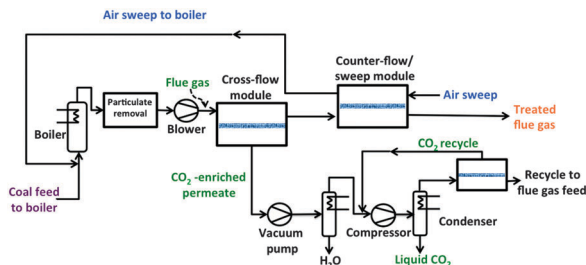 Air sweep to boiler
Counter-flow/
sweep module
Flue gas
Cross-flow
module
Particulate
removal
Boiler
Blower
Air sweep
Treated
flue gas
Coal feed
to boiler
CO₂ -enriched
permeate
CO₂ recycle
Recycle to
flue gas feed
Vacuum
pump
H₂O
Compressor
Condenser
Liquid CO₂